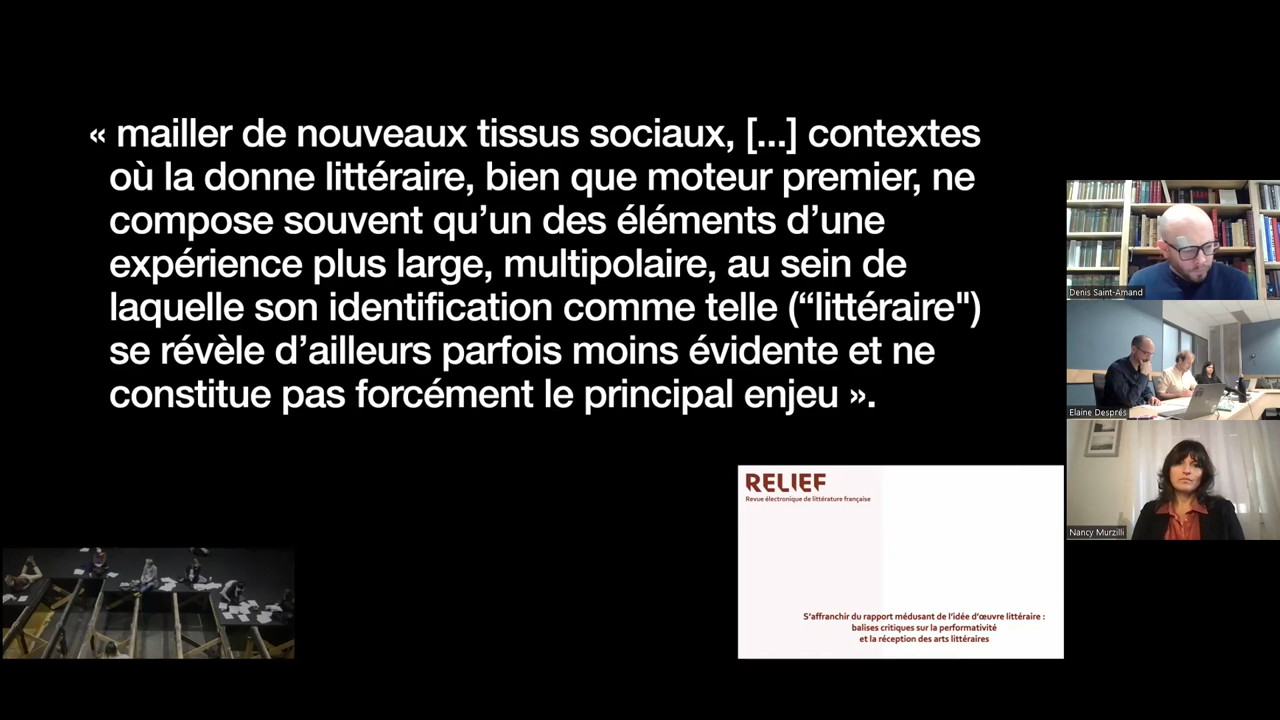 « mailler de nouveaux tissus sociaux, [...] contextes
où la donne littéraire, bien que moteur premier, ne
compose souvent qu’un des éléments d’une
expérience plus large, multipolaire, au sein de
laquelle son identification comme telle (“littéraire")
se révèle d’ailleurs parfois moins évidente et ne
constitue pas forcément le principal enjeu ».
Denis Saint-Amand
Elaine Després
Nancy Murzilli
RELIEF
Revue électronique de littérature française
S’affranchir du rapport médusant de l’idée d’œuvre littéraire :
balises critiques sur la performativité
et la réception des arts littéraires